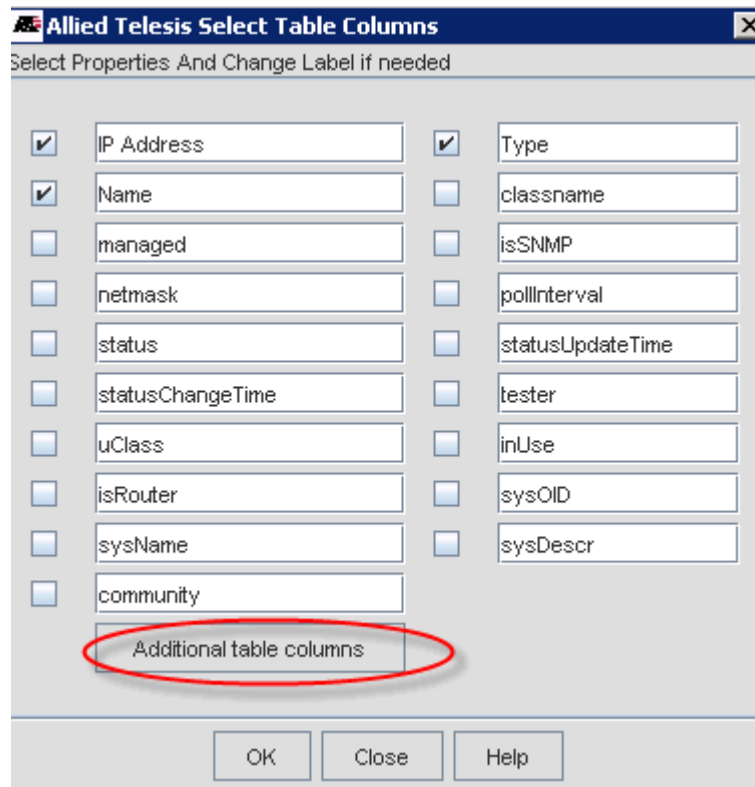 Allied Telesis Select Table Columns
Select Properties And Change Label if needed
IP Address Type
Name classname
managed isSNMP
netmask pollInterval
status statusUpdateTime
statusChangeTime tester
uClass inUse
isRouter sysOID
sysName sysDescr
community
Additional table columns
OK Close Help